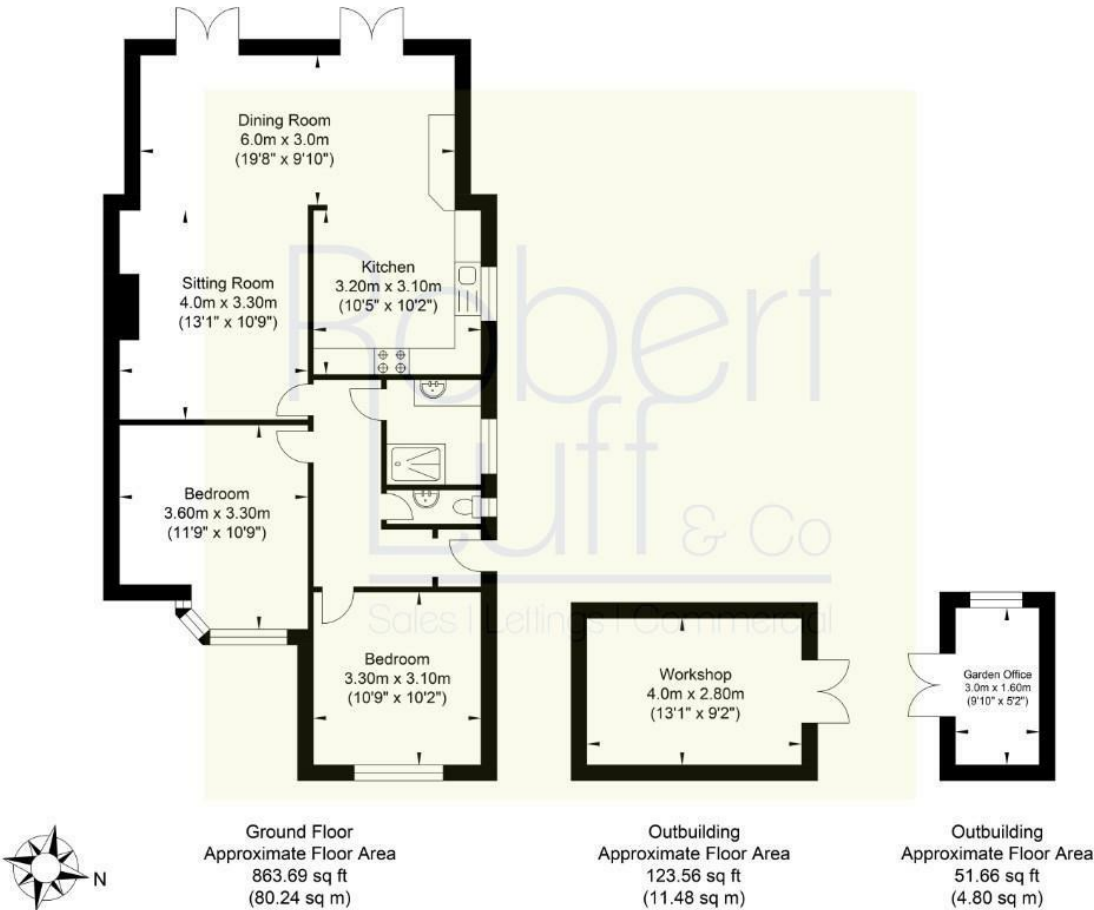 Dining Room
6.0m x 3.0m
(19'8" x 9'10")
Sitting Room
4.0m x 3.30m
(13'1" x 10'9")
Kitchen
3.20m x 3.10m
(10'5" x 10'2")
Robert
Luff
& Co
Sales | Lettings | Commercial
Bedroom
3.60m x 3.30m
(11'9" x 10'9")
Bedroom
3.30m x 3.10m
(10'9" x 10'2")
Workshop
4.0m x 2.80m
(13'1" x 9'2")
Garden Office
3.0m x 1.60m
(9'10" x 5'2")
N
Ground Floor
Approximate Floor Area
863.69 sq ft
(80.24 sq m)
Outbuilding
Approximate Floor Area
123.56 sq ft
(11.48 sq m)
Outbuilding
Approximate Floor Area
51.66 sq ft
(4.80 sq m)